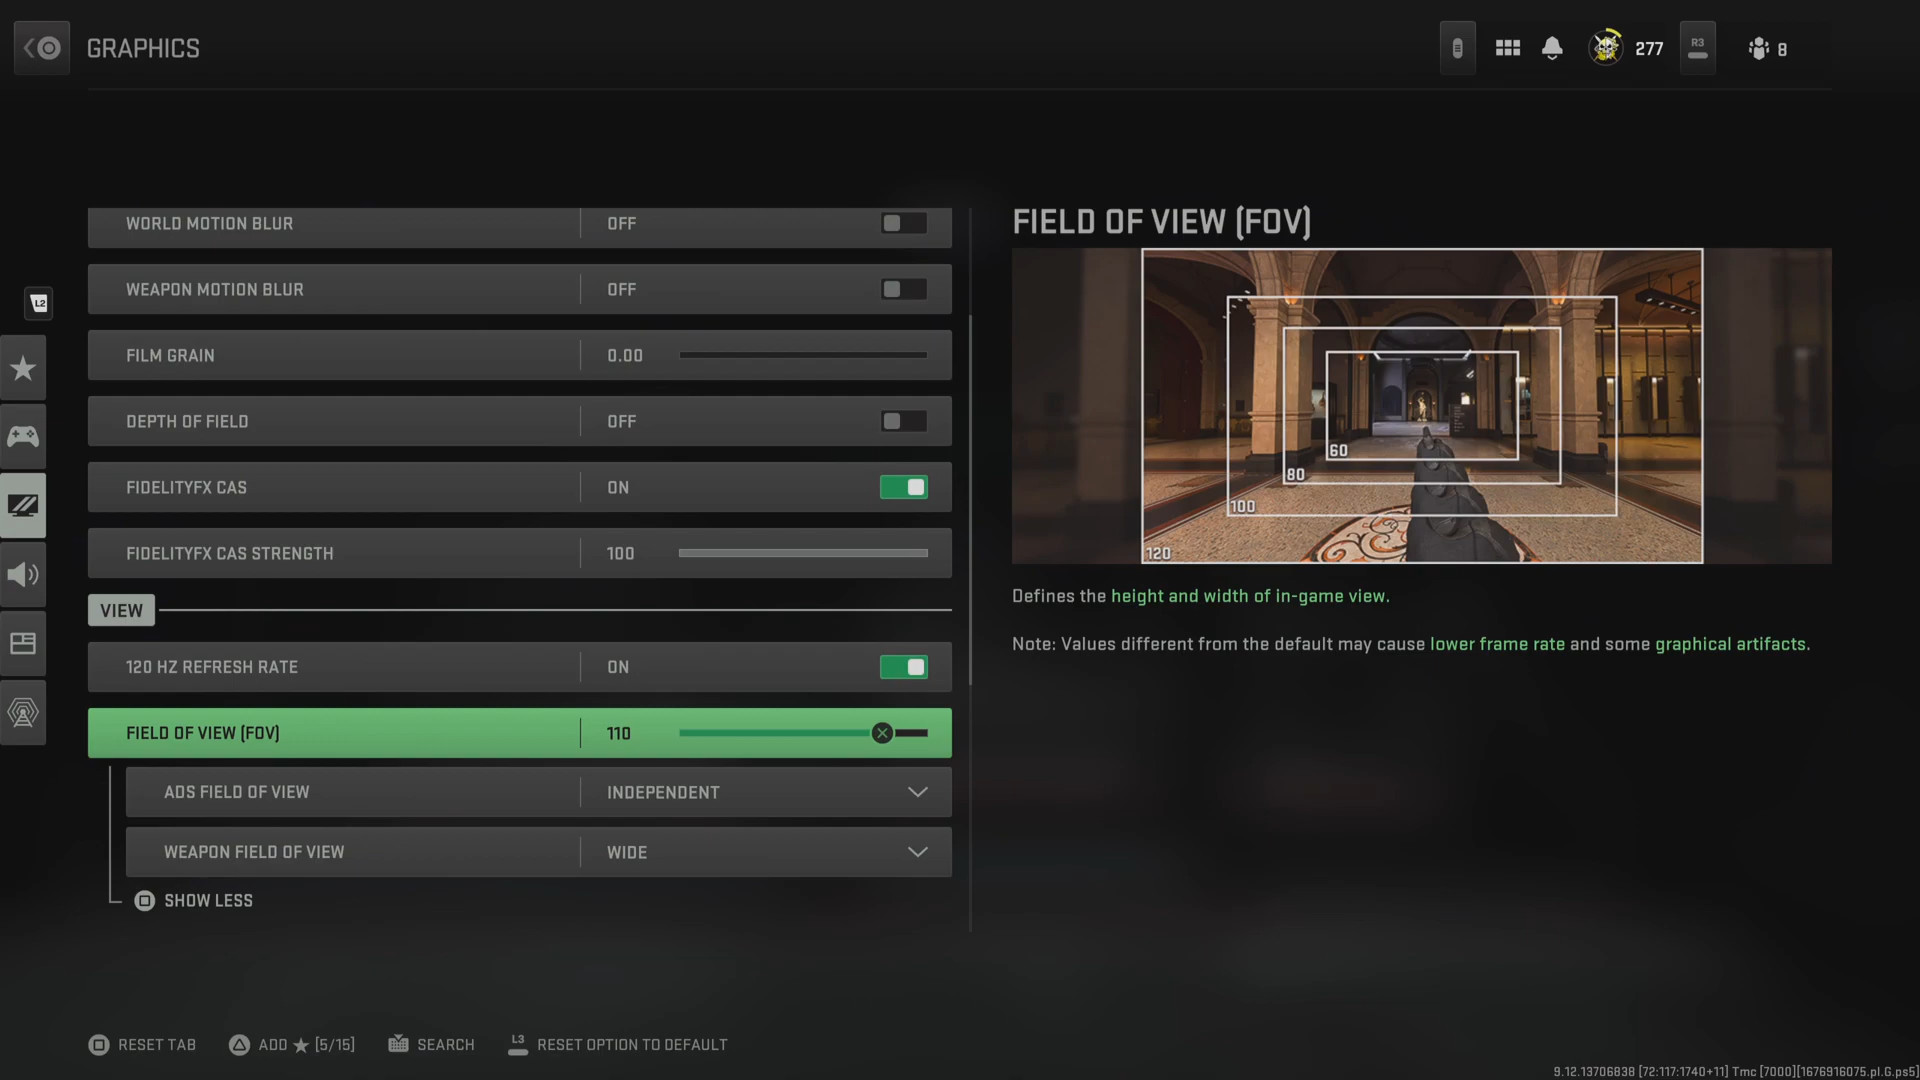 GRAPHICS
277
R3
8
WORLD MOTION BLUR OFF
WEAPON MOTION BLUR OFF
FILM GRAIN 0.00
DEPTH OF FIELD OFF
FIDELITYFX CAS ON
FIDELITYFX CAS STRENGTH 100
VIEW
120 HZ REFRESH RATE ON
FIELD OF VIEW (FOV) 110
ADS FIELD OF VIEW INDEPENDENT
WEAPON FIELD OF VIEW WIDE
SHOW LESS
L2
FIELD OF VIEW (FOV)
60
80
100
120
Defines the height and width of in-game view.
Note: Values different from the default may cause lower frame rate and some graphical artifacts.
RESET TAB
ADD ★ [5/15]
SEARCH
L3
RESET OPTION TO DEFAULT
9.12.13706838 [72:117:1740+11] Tmc [7000][1676916075.pl.G.ps5]